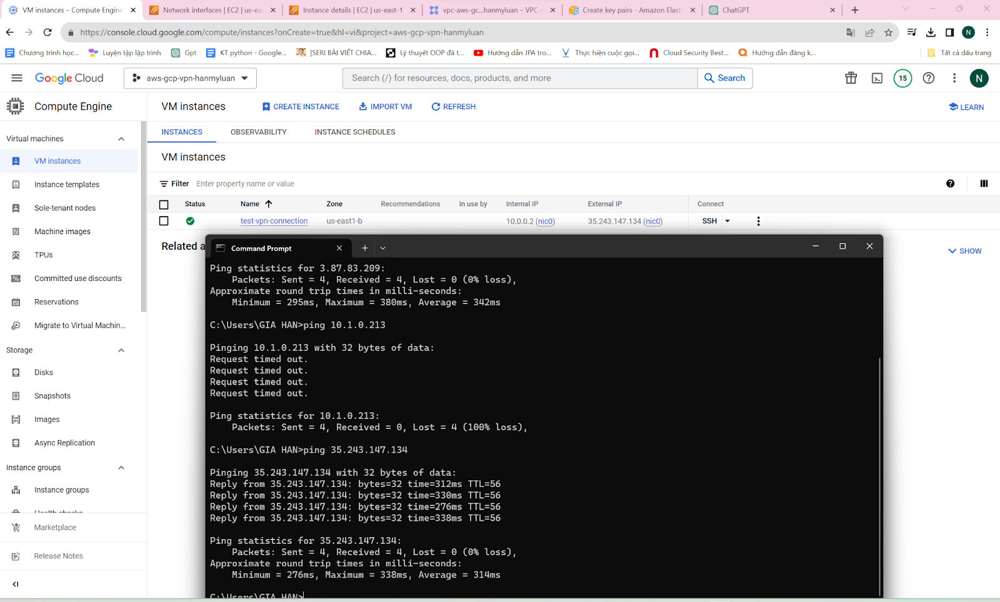 VM instances – Compute Engine
Network interfaces | EC2 | us-eas
Instance details | EC2 | us-east-1
vpc-aws-gc...hanmyluan – VPC n
Create key pairs - Amazon Elasti
ChatGPT
https://console.cloud.google.com/compute/instances?onCreate=true&hl=vi&project=aws-gcp-vpn-hanmyluan
N
Chương trình học...
Luyện tập lập trình
Gpt
KT python - Google...
[SERI BÀI VIẾT CHIA...
Lý thuyết OOP đã t...
Hướng dẫn JPA tro...
Thực hiện cuộc gọi...
Cloud Security Best...
Hướng dẫn đăng k...
Tất cả dấu trang
Google Cloud
aws-gcp-vpn-hanmyluan
Search (/) for resources, docs, products, and more
Search
15
N
Compute Engine
VM instances
CREATE INSTANCE
IMPORT VM
REFRESH
LEARN
Virtual machines
VM instances
Instance templates
Sole-tenant nodes
Machine images
TPUs
Committed use discounts
Reservations
Migrate to Virtual Machin...
Storage
Disks
Snapshots
Images
Async Replication
Instance groups
Instance groups
Health checks
Marketplace
Release Notes
INSTANCES
OBSERVABILITY
INSTANCE SCHEDULES
VM instances
Filter
Enter property name or value
Status
Name
Zone
Recommendations
In use by
Internal IP
External IP
Connect
test-vpn-connection
us-east1-b
10.0.0.2 (nic0)
35.243.147.134 (nic0)
SSH
Related a
SHOW
Command Prompt
Ping statistics for 3.87.83.209:
Packets: Sent = 4, Received = 4, Lost = 0 (0% loss),
Approximate round trip times in milli-seconds:
Minimum = 295ms, Maximum = 380ms, Average = 342ms
C:\Users\GIA HAN>ping 10.1.0.213
Pinging 10.1.0.213 with 32 bytes of data:
Request timed out.
Request timed out.
Request timed out.
Request timed out.
Ping statistics for 10.1.0.213:
Packets: Sent = 4, Received = 0, Lost = 4 (100% loss),
C:\Users\GIA HAN>ping 35.243.147.134
Pinging 35.243.147.134 with 32 bytes of data:
Reply from 35.243.147.134: bytes=32 time=312ms TTL=56
Reply from 35.243.147.134: bytes=32 time=330ms TTL=56
Reply from 35.243.147.134: bytes=32 time=276ms TTL=56
Reply from 35.243.147.134: bytes=32 time=338ms TTL=56
Ping statistics for 35.243.147.134:
Packets: Sent = 4, Received = 4, Lost = 0 (0% loss),
Approximate round trip times in milli-seconds:
Minimum = 276ms, Maximum = 338ms, Average = 314ms
C:\Users\GIA HAN>